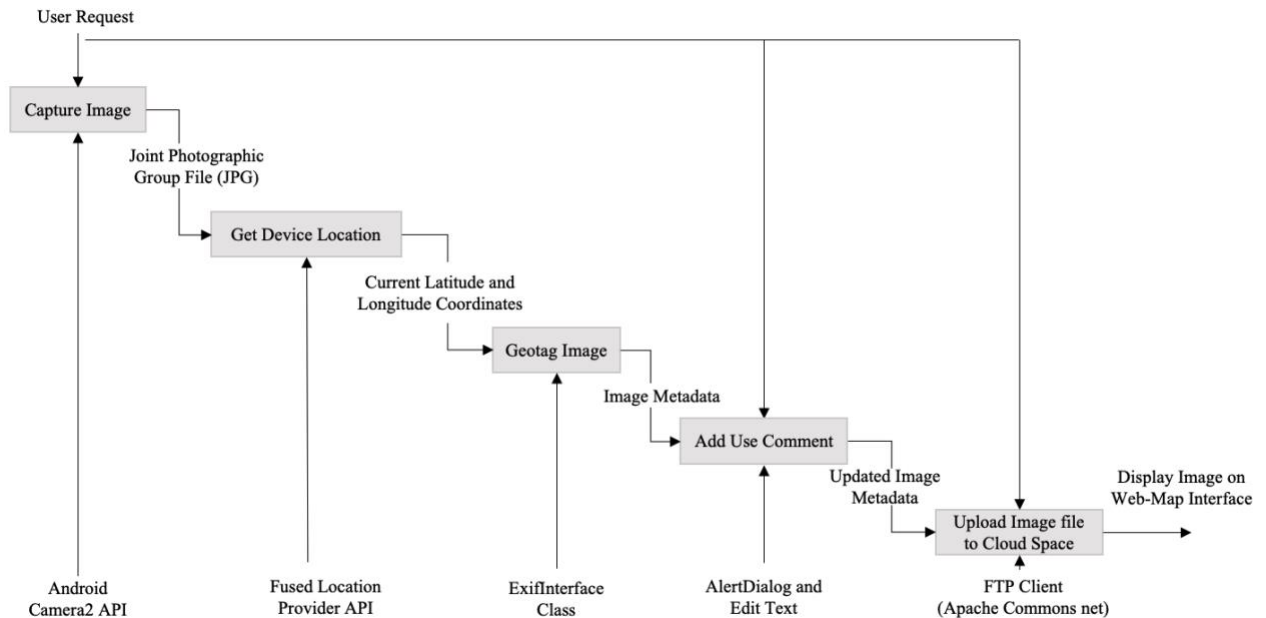 User Request
Capture Image
Joint Photographic
Group File (JPG)
Get Device Location
Current Latitude and
Longitude Coordinates
Geotag Image
Image Metadata
Add Use Comment
Updated Image
Metadata
Display Image on
Web-Map Interface
Upload Image file
to Cloud Space
Android
Camera2 API
Fused Location
Provider API
ExifInterface
Class
AlertDialog and
Edit Text
FTP Client
(Apache Commons net)